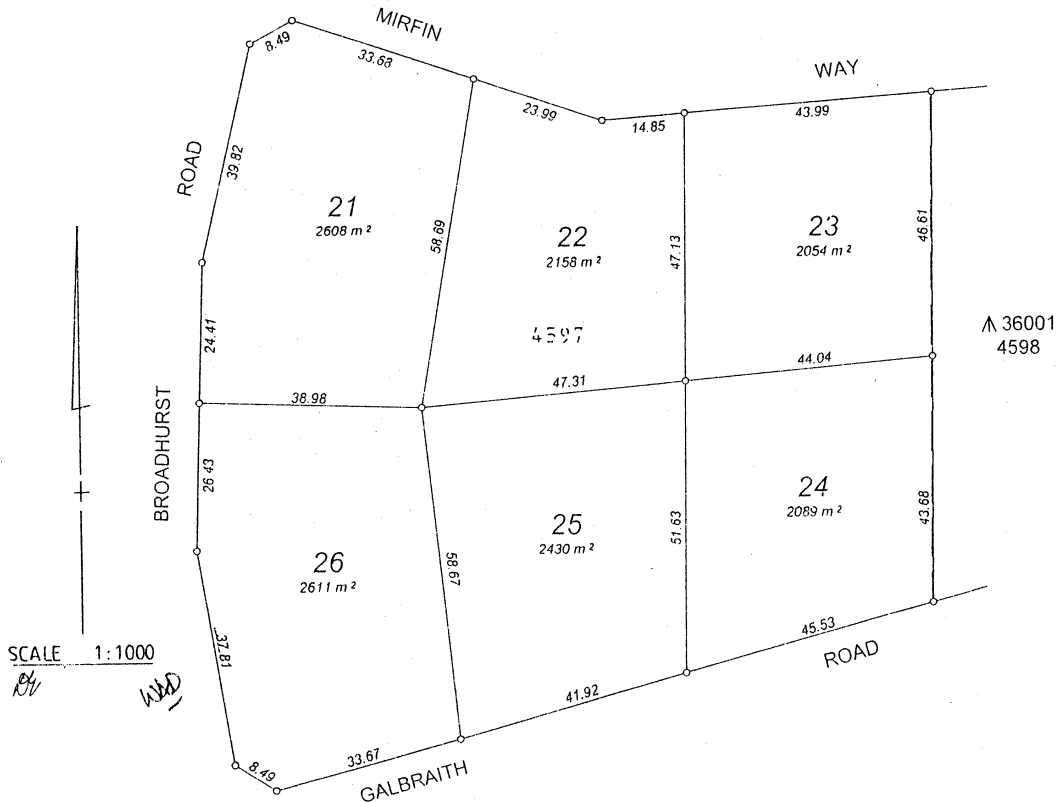 MIRFIN
8.49
33.68
WAY
23.99
14.85
43.99
ROAD
39.82
21
2608 m²
58.69
22
2158 m²
47.13
23
2054 m²
46.61
24.41
4597
36001
4598
38.98
47.31
44.04
BROADHURST
26.43
26
2611 m²
58.67
25
2430 m²
51.63
24
2089 m²
43.68
37.81
SCALE 1:1000
45.53
ROAD
41.92
33.67
8.49
GALBRAITH